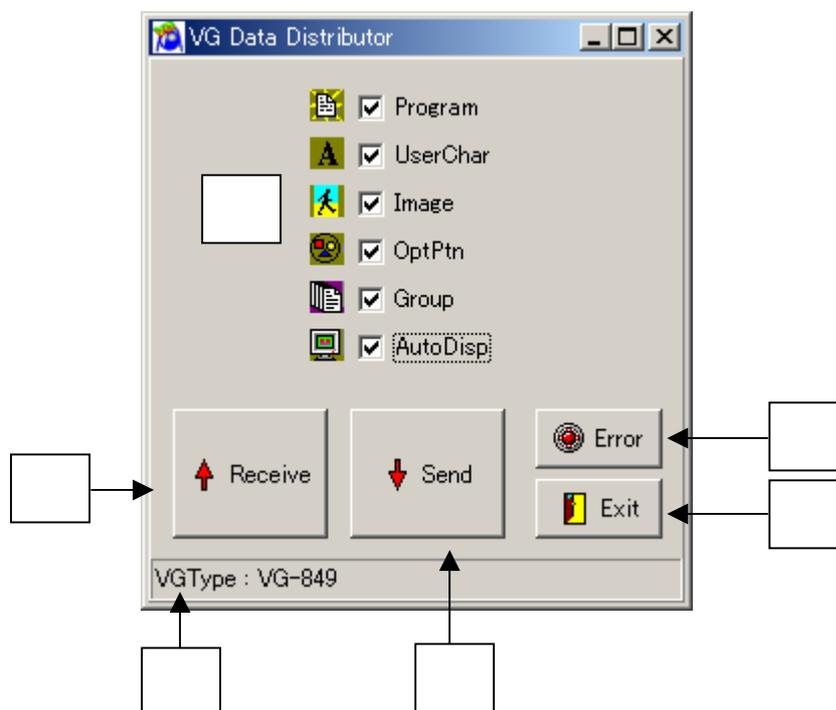 VG Data Distributor
Program
UserChar
Image
OptPtn
Group
AutoDisp
Receive
Send
Error
Exit
VGType : VG-849